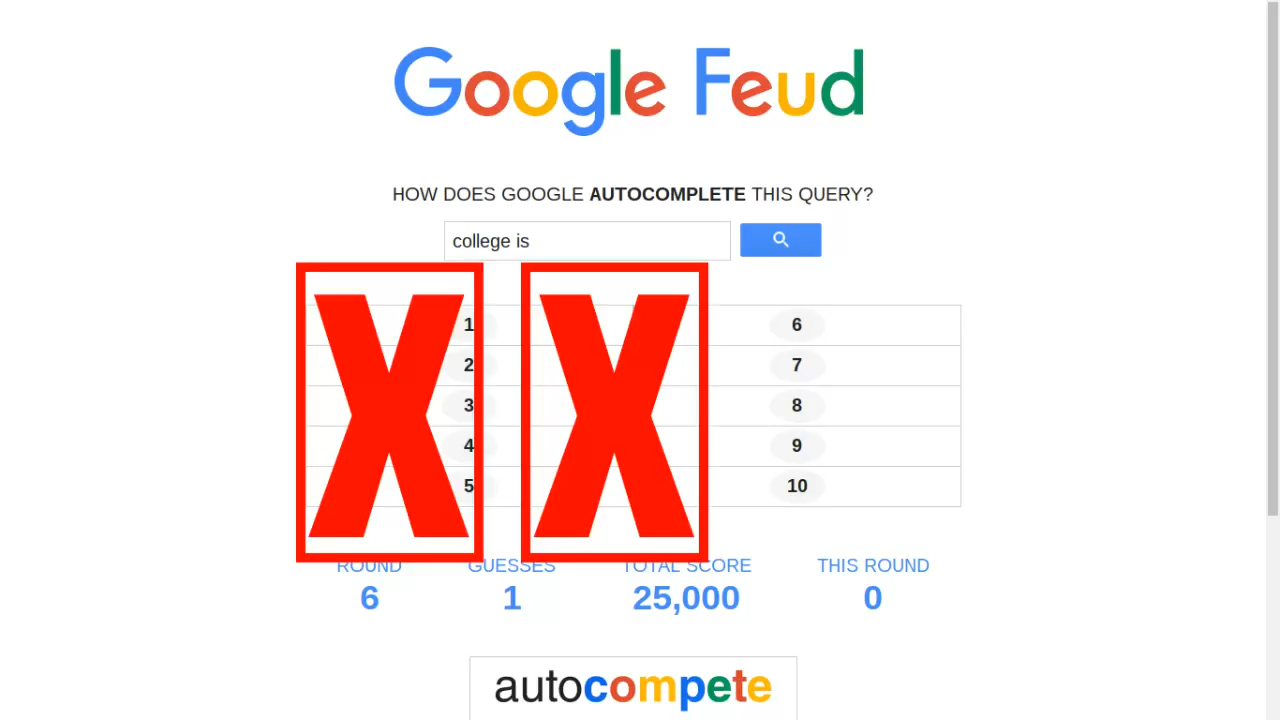 Google Feud
HOW DOES GOOGLE AUTOCOMPLETE THIS QUERY?
college is
X X
1 6
2 7
3 8
4 9
5 10
ROUND GUESSES TOTAL SCORE THIS ROUND
6 1 25,000 0
autocompete